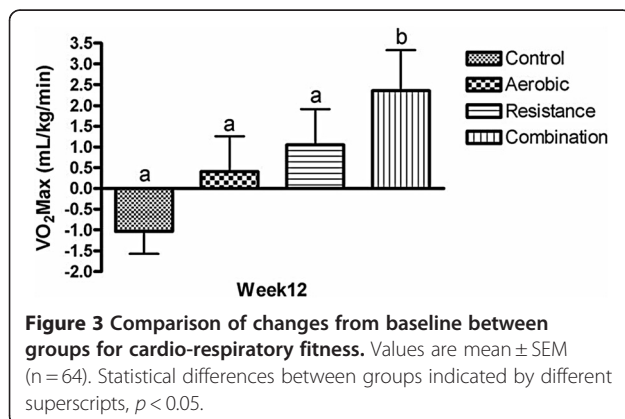 3.5
3.0
2.5
2.0
1.5
1.0
0.5
0.0
-0.5
-1.0
-1.5
-2.0
VO₂Max (mL/kg/min)
a
a
a
b
Control
Aerobic
Resistance
Combination
Week12
Figure 3 Comparison of changes from baseline between
groups for cardio-respiratory fitness. Values are mean ± SEM
(n = 64). Statistical differences between groups indicated by different
superscripts, p < 0.05.